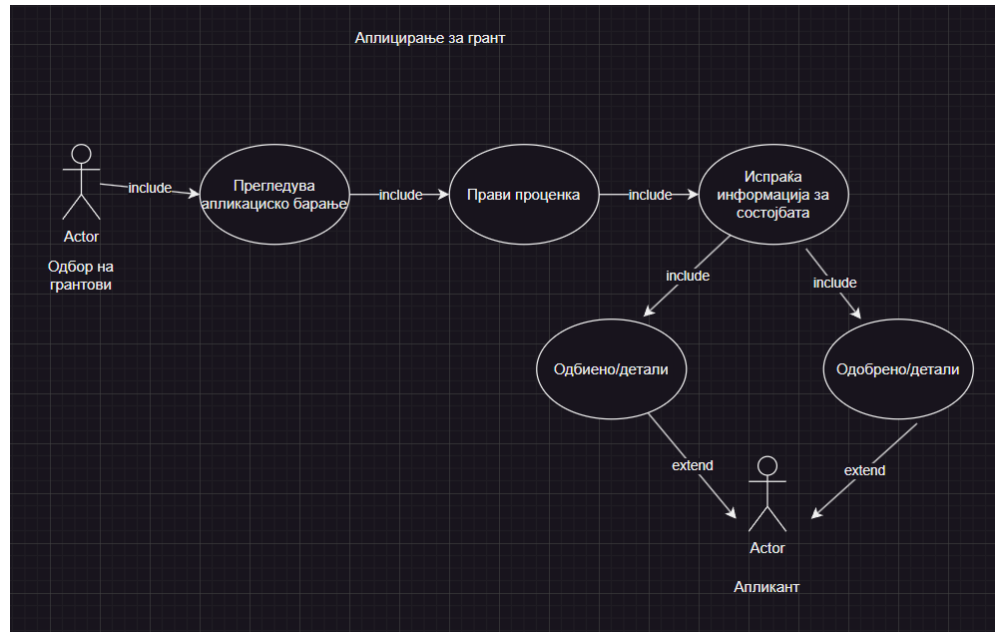 Аплицирање за грант
include
Прегледува
апликациско барање
include
Прави проценка
include
Испраќа
информација за
состојбата
Actor
Одбор на
грантови
include
include
Одбиено/детали
Одобрено/детали
extend
extend
Actor
Апликант